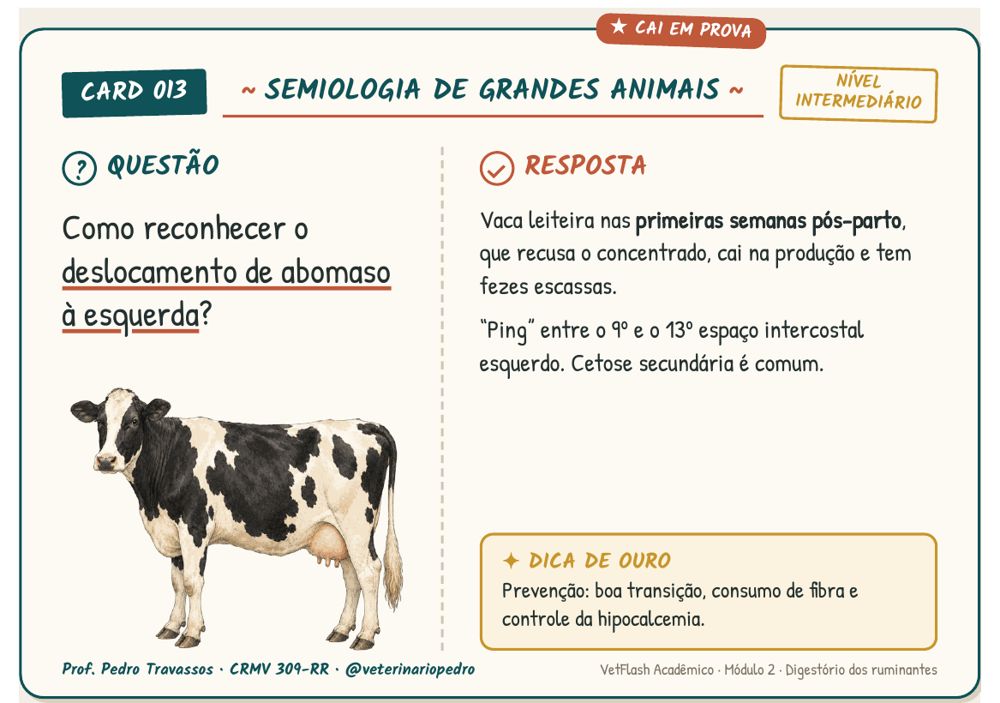 ★ CAI EM PROVA
CARD 013
~ SEMIOLOGIA DE GRANDES ANIMAIS ~
NÍVEL
INTERMEDIÁRIO
? QUESTÃO
Como reconhecer o
deslocamento de abomaso
à esquerda?
RESPOSTA
Vaca leiteira nas primeiras semanas pós-parto,
que recusa o concentrado, cai na produção e tem
fezes escassas.
"Ping" entre o 9º e o 13º espaço intercostal
esquerdo. Cetose secundária é comum.
✦ DICA DE OURO
Prevenção: boa transição, consumo de fibra e
controle da hipocalcemia.
Prof. Pedro Travassos · CRMV 309-RR · @veterinariopedro
VetFlash Acadêmico · Módulo 2 · Digestório dos ruminantes